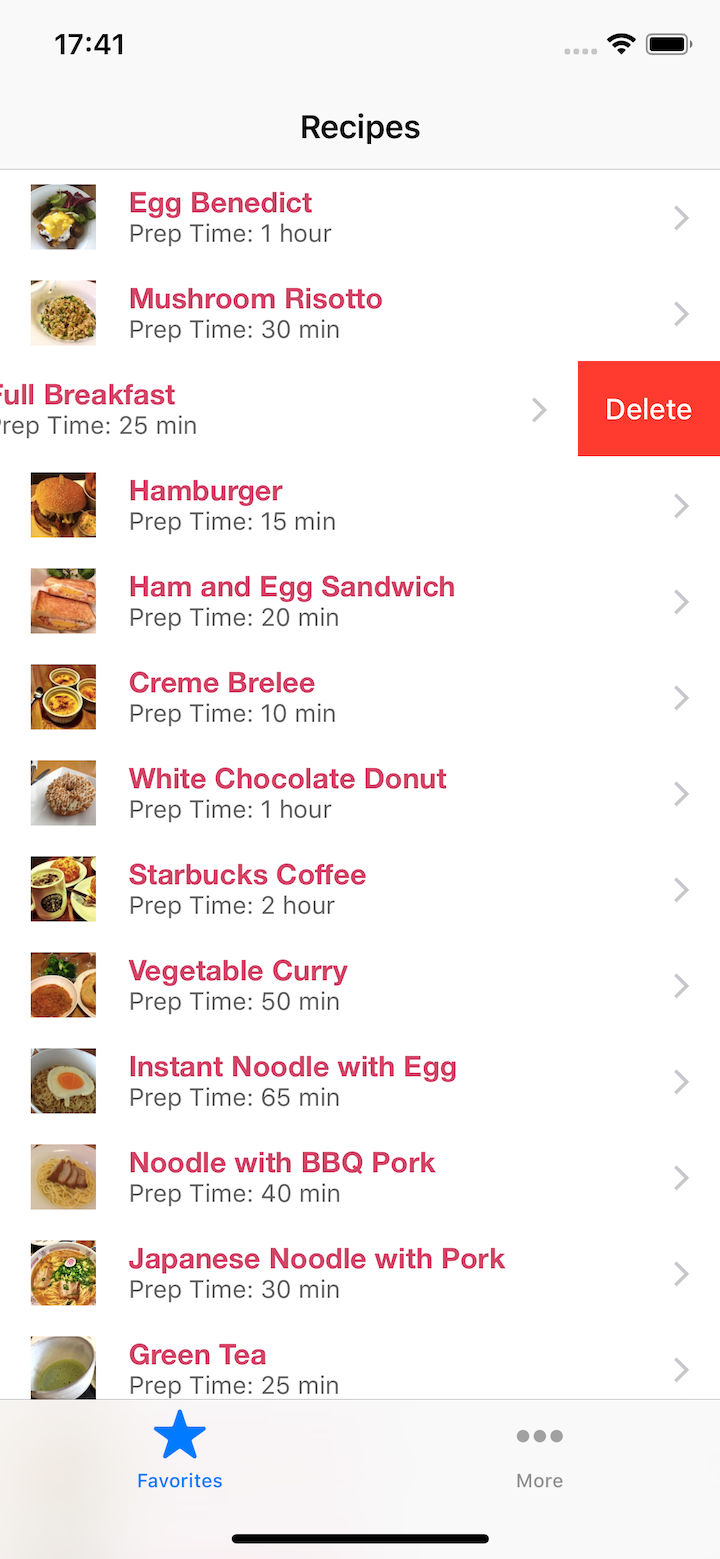 17:41
Recipes
Egg Benedict
Prep Time: 1 hour
Mushroom Risotto
Prep Time: 30 min
Full Breakfast
Prep Time: 25 min
Delete
Hamburger
Prep Time: 15 min
Ham and Egg Sandwich
Prep Time: 20 min
Creme Brelee
Prep Time: 10 min
White Chocolate Donut
Prep Time: 1 hour
Starbucks Coffee
Prep Time: 2 hour
Vegetable Curry
Prep Time: 50 min
Instant Noodle with Egg
Prep Time: 65 min
Noodle with BBQ Pork
Prep Time: 40 min
Japanese Noodle with Pork
Prep Time: 30 min
Green Tea
Prep Time: 25 min
Favorites
More